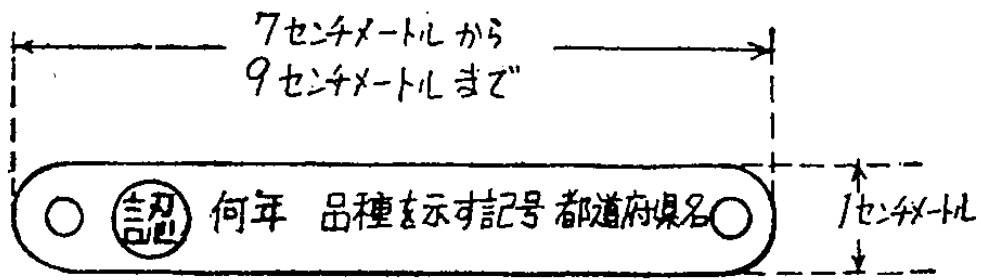 7センチメートルから
9センチメートルまで
認 何年 品種を示す記号 都道府県名
1センチメートル